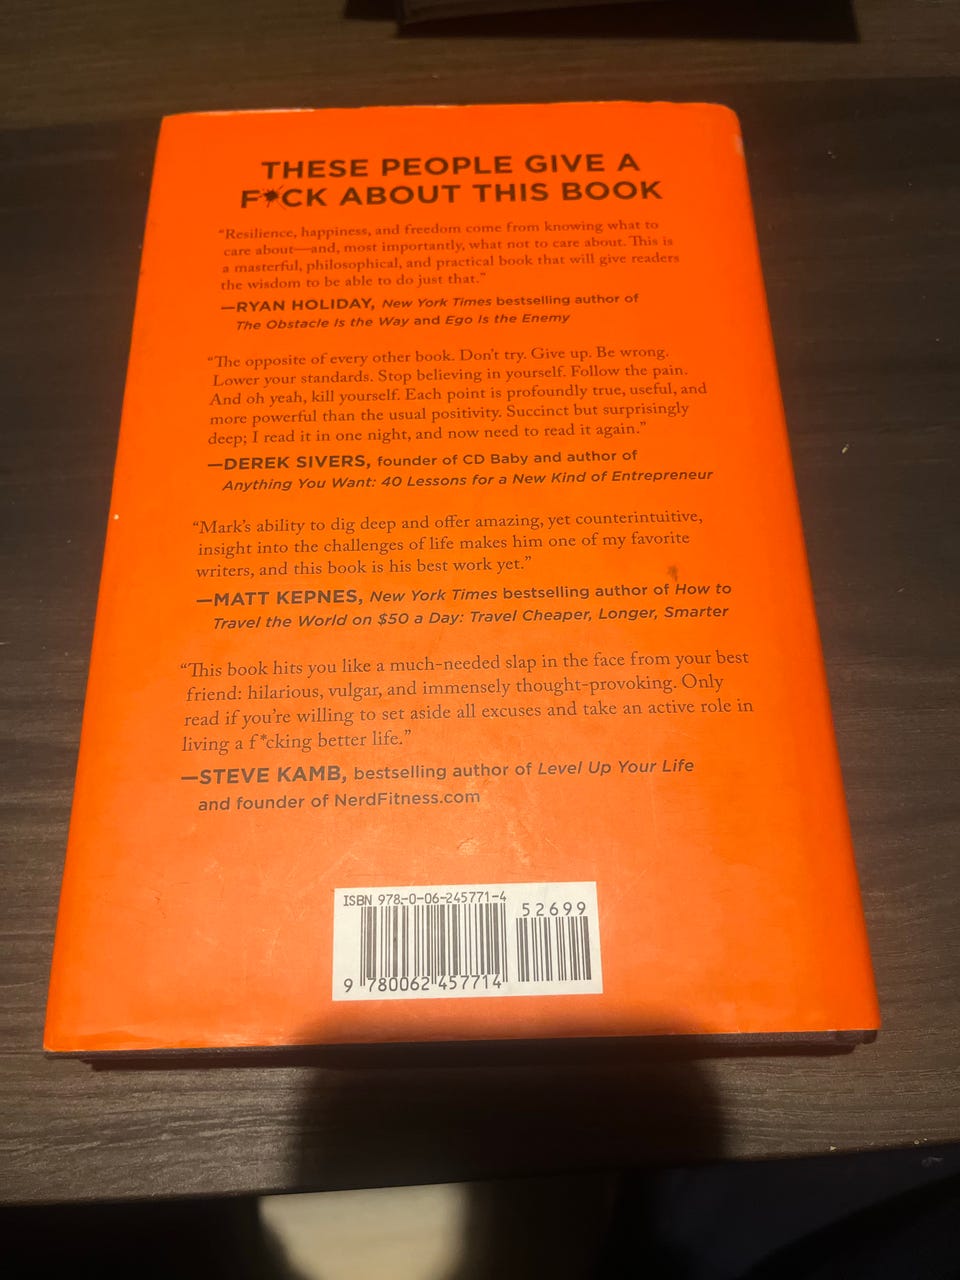 THESE PEOPLE GIVE A
F*CK ABOUT THIS BOOK
“Resilience, happiness, and freedom come from knowing what to
care about—and, most importantly, what not to care about. This is
a masterful, philosophical, and practical book that will give readers
the wisdom to be able to do just that.”
—RYAN HOLIDAY, New York Times bestselling author of
The Obstacle Is the Way and Ego Is the Enemy
“The opposite of every other book. Don’t try. Give up. Be wrong.
Lower your standards. Stop believing in yourself. Follow the pain.
And oh yeah, kill yourself. Each point is profoundly true, useful, and
more powerful than the usual positivity. Succinct but surprisingly
deep; I read it in one night, and now need to read it again.”
—DEREK SIVERS, founder of CD Baby and author of
Anything You Want: 40 Lessons for a New Kind of Entrepreneur
“Mark’s ability to dig deep and offer amazing, yet counterintuitive,
insight into the challenges of life makes him one of my favorite
writers, and this book is his best work yet.”
—MATT KEPNES, New York Times bestselling author of How to
Travel the World on $50 a Day: Travel Cheaper, Longer, Smarter
“This book hits you like a much-needed slap in the face from your best
friend: hilarious, vulgar, and immensely thought-provoking. Only
read if you’re willing to set aside all excuses and take an active role in
living a f*cking better life.”
—STEVE KAMB, bestselling author of Level Up Your Life
and founder of NerdFitness.com
ISBN 978-0-06-245771-4
52699
9 780062 457714